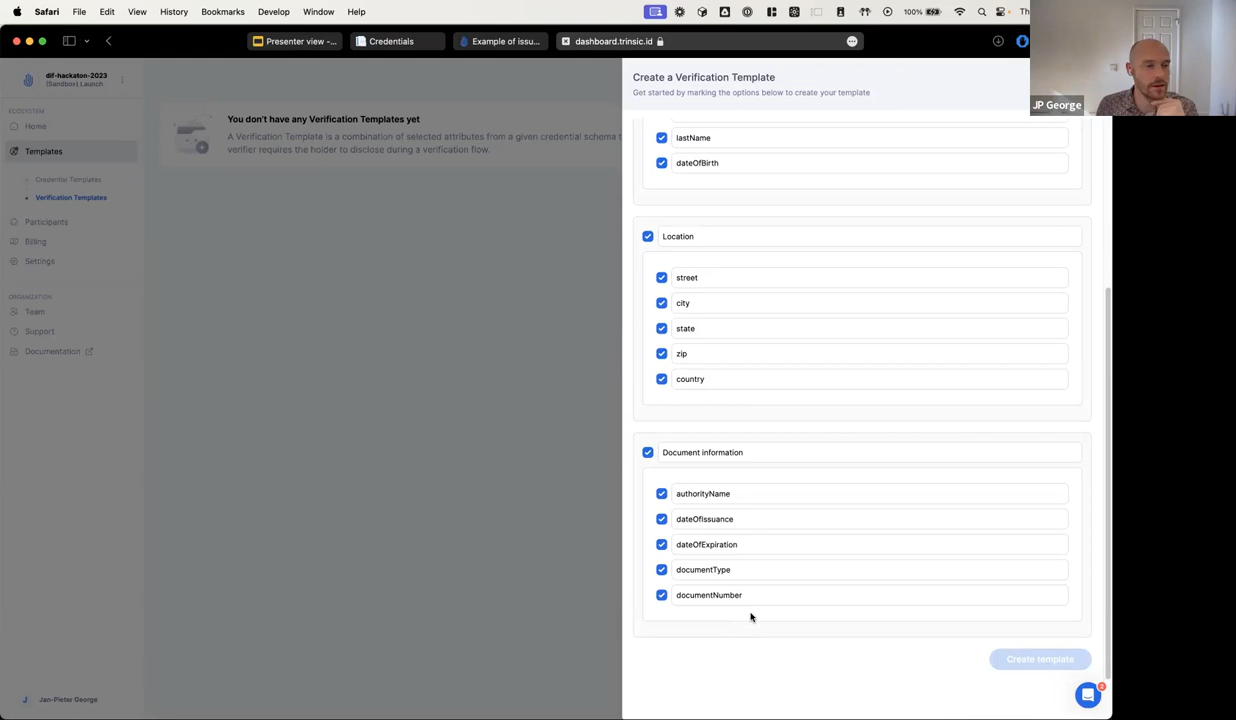 Safari File Edit View History Bookmarks Develop Window Help
100%
Th
Presenter view -...
Credentials
Example of issu...
dashboard.trinsic.id
dif-hackaton-2023
(Sandbox) Launch
ECOSYSTEM
Home
Templates
Credential Templates
Verification Templates
Participants
Billing
Settings
ORGANIZATION
Team
Support
Documentation
J Jan-Pieter George
You don't have any Verification Templates yet
A Verification Template is a combination of selected attributes from a given credential schema t
verifier requires the holder to disclose during a verification flow.
Create a Verification Template
Get started by marking the options below to create your template
lastName
dateOfBirth
Location
street
city
state
zip
country
Document information
authorityName
dateOfIssuance
dateOfExpiration
documentType
documentNumber
Create template
2
JP George